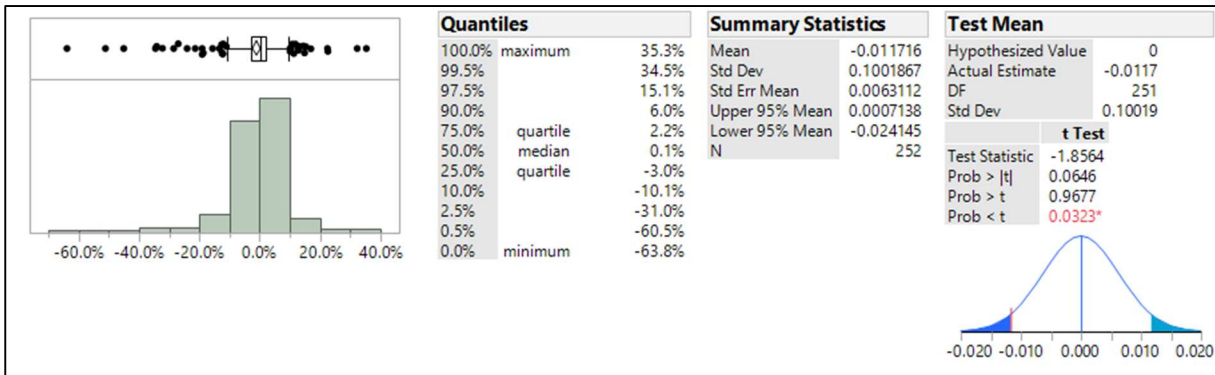 -60.0% -40.0% -20.0% 0.0% 20.0% 40.0%
Quantiles
100.0% maximum 35.3%
99.5% 34.5%
97.5% 15.1%
90.0% 6.0%
75.0% quartile 2.2%
50.0% median 0.1%
25.0% quartile -3.0%
10.0% -10.1%
2.5% -31.0%
0.5% -60.5%
0.0% minimum -63.8%
Summary Statistics
Mean -0.011716
Std Dev 0.1001867
Std Err Mean 0.0063112
Upper 95% Mean 0.0007138
Lower 95% Mean -0.024145
N 252
Test Mean
Hypothesized Value 0
Actual Estimate -0.0117
DF 251
Std Dev 0.10019
t Test
Test Statistic -1.8564
Prob > |t| 0.0646
Prob > t 0.9677
Prob < t 0.0323*
-0.020 -0.010 0.000 0.010 0.020